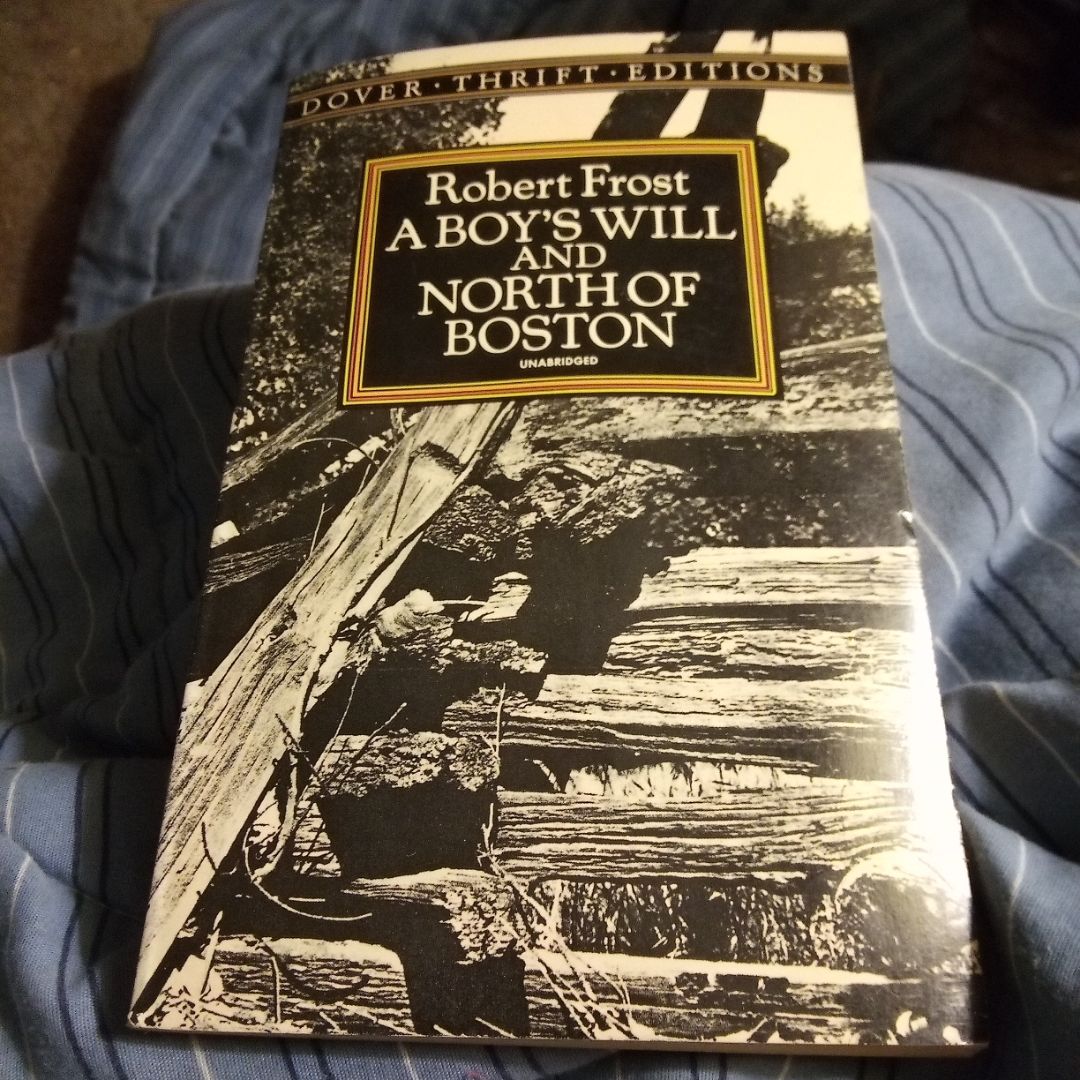 DOVER · THRIFT · EDITIONS
Robert Frost
A BOY'S WILL
AND
NORTH OF
BOSTON
UNABRIDGED